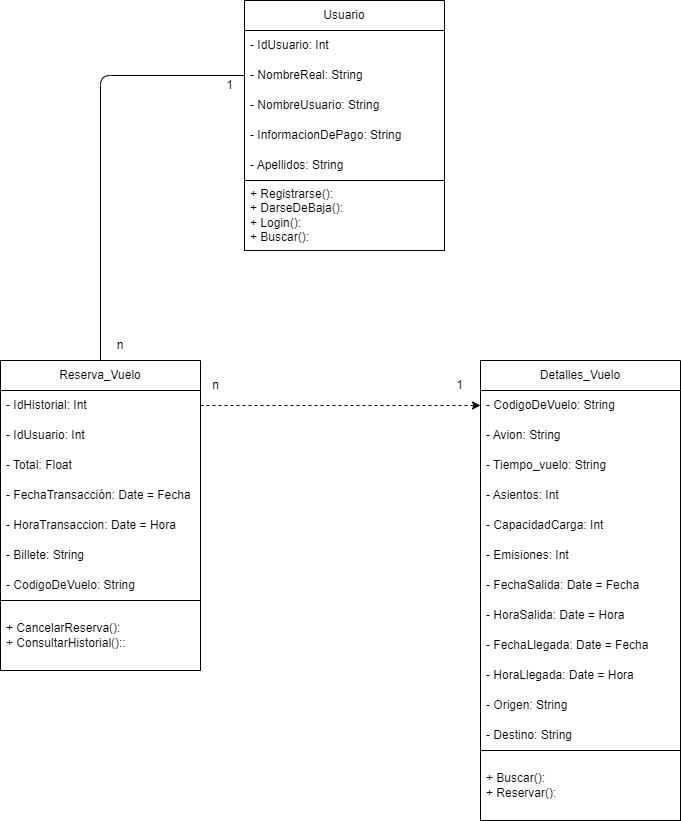 Usuario
- IdUsuario: Int
- NombreReal: String
1
- NombreUsuario: String
- InformacionDePago: String
- Apellidos: String
+ Registrarse():
+ DarseDeBaja():
+ Login():
+ Buscar():
n
Reserva_Vuelo
- IdHistorial: Int
- IdUsuario: Int
- Total: Float
- FechaTransacción: Date = Fecha
- HoraTransaccion: Date = Hora
- Billete: String
- CodigoDeVuelo: String
+ CancelarReserva():
+ ConsultarHistorial()::
n
1
Detalles_Vuelo
- CodigoDeVuelo: String
- Avion: String
- Tiempo_vuelo: String
- Asientos: Int
- CapacidadCarga: Int
- Emisiones: Int
- FechaSalida: Date = Fecha
- HoraSalida: Date = Hora
- FechaLlegada: Date = Fecha
- HoraLlegada: Date = Hora
- Origen: String
- Destino: String
+ Buscar():
+ Reservar():